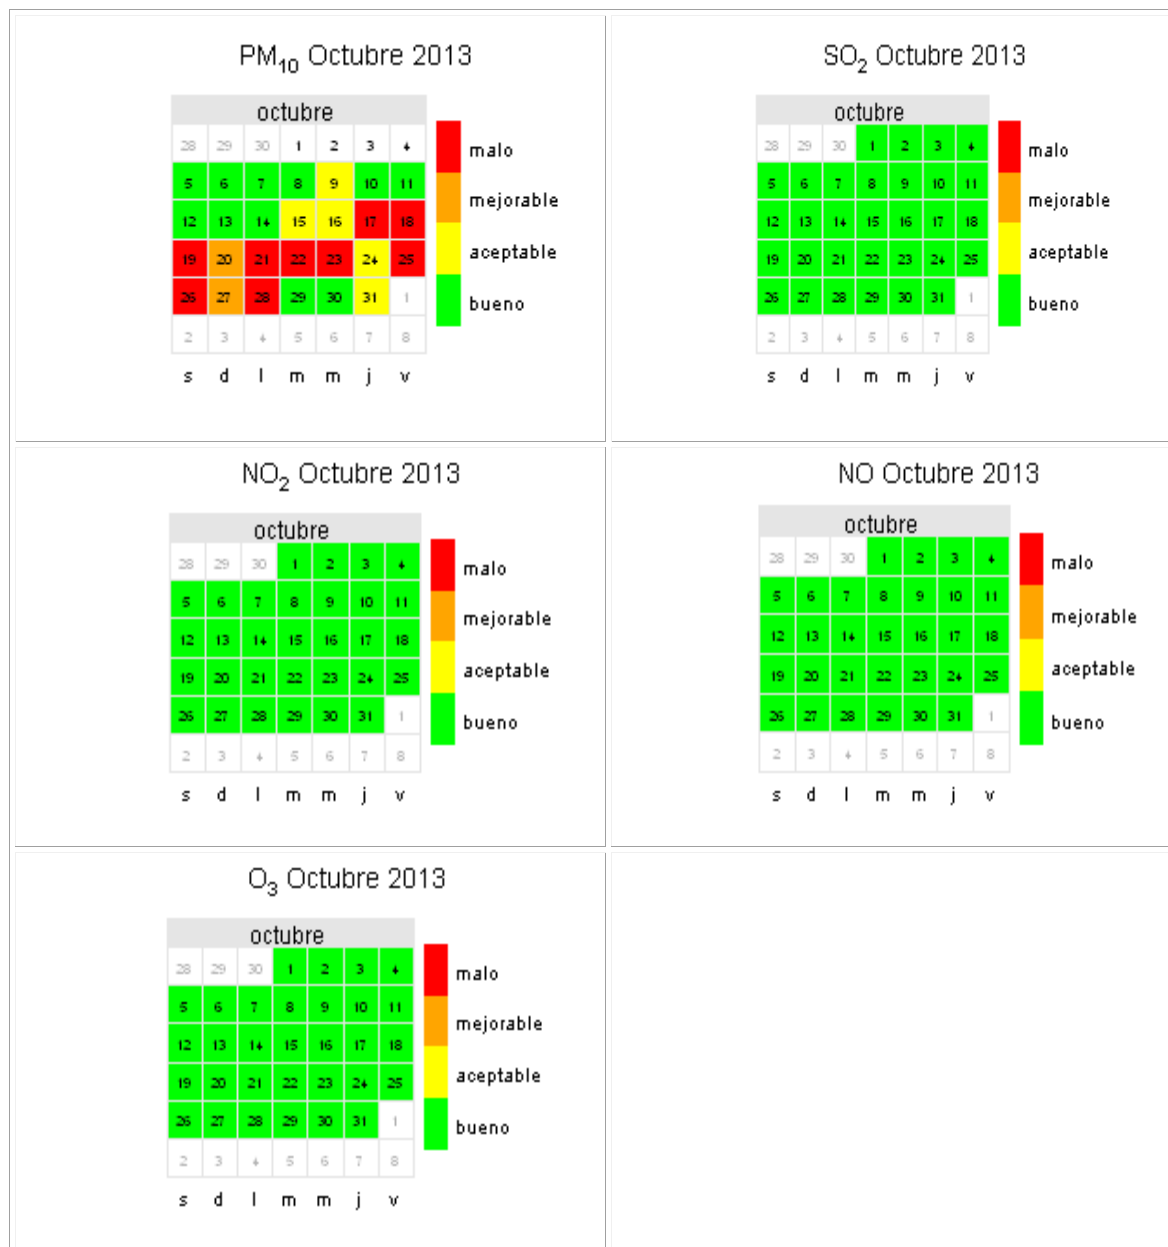 PM10 Octubre 2013
octubre
28 29 30 1 2 3 4
5 6 7 8 9 10 11
12 13 14 15 16 17 18
19 20 21 22 23 24 25
26 27 28 29 30 31 1
2 3 4 5 6 7 8
s d l m m j v
malo
mejorable
aceptable
bueno
SO2 Octubre 2013
octubre
28 29 30 1 2 3 4
5 6 7 8 9 10 11
12 13 14 15 16 17 18
19 20 21 22 23 24 25
26 27 28 29 30 31 1
2 3 4 5 6 7 8
s d l m m j v
malo
mejorable
aceptable
bueno
NO2 Octubre 2013
octubre
28 29 30 1 2 3 4
5 6 7 8 9 10 11
12 13 14 15 16 17 18
19 20 21 22 23 24 25
26 27 28 29 30 31 1
2 3 4 5 6 7 8
s d l m m j v
malo
mejorable
aceptable
bueno
NO Octubre 2013
octubre
28 29 30 1 2 3 4
5 6 7 8 9 10 11
12 13 14 15 16 17 18
19 20 21 22 23 24 25
26 27 28 29 30 31 1
2 3 4 5 6 7 8
s d l m m j v
malo
mejorable
aceptable
bueno
O3 Octubre 2013
octubre
28 29 30 1 2 3 4
5 6 7 8 9 10 11
12 13 14 15 16 17 18
19 20 21 22 23 24 25
26 27 28 29 30 31 1
2 3 4 5 6 7 8
s d l m m j v
malo
mejorable
aceptable
bueno